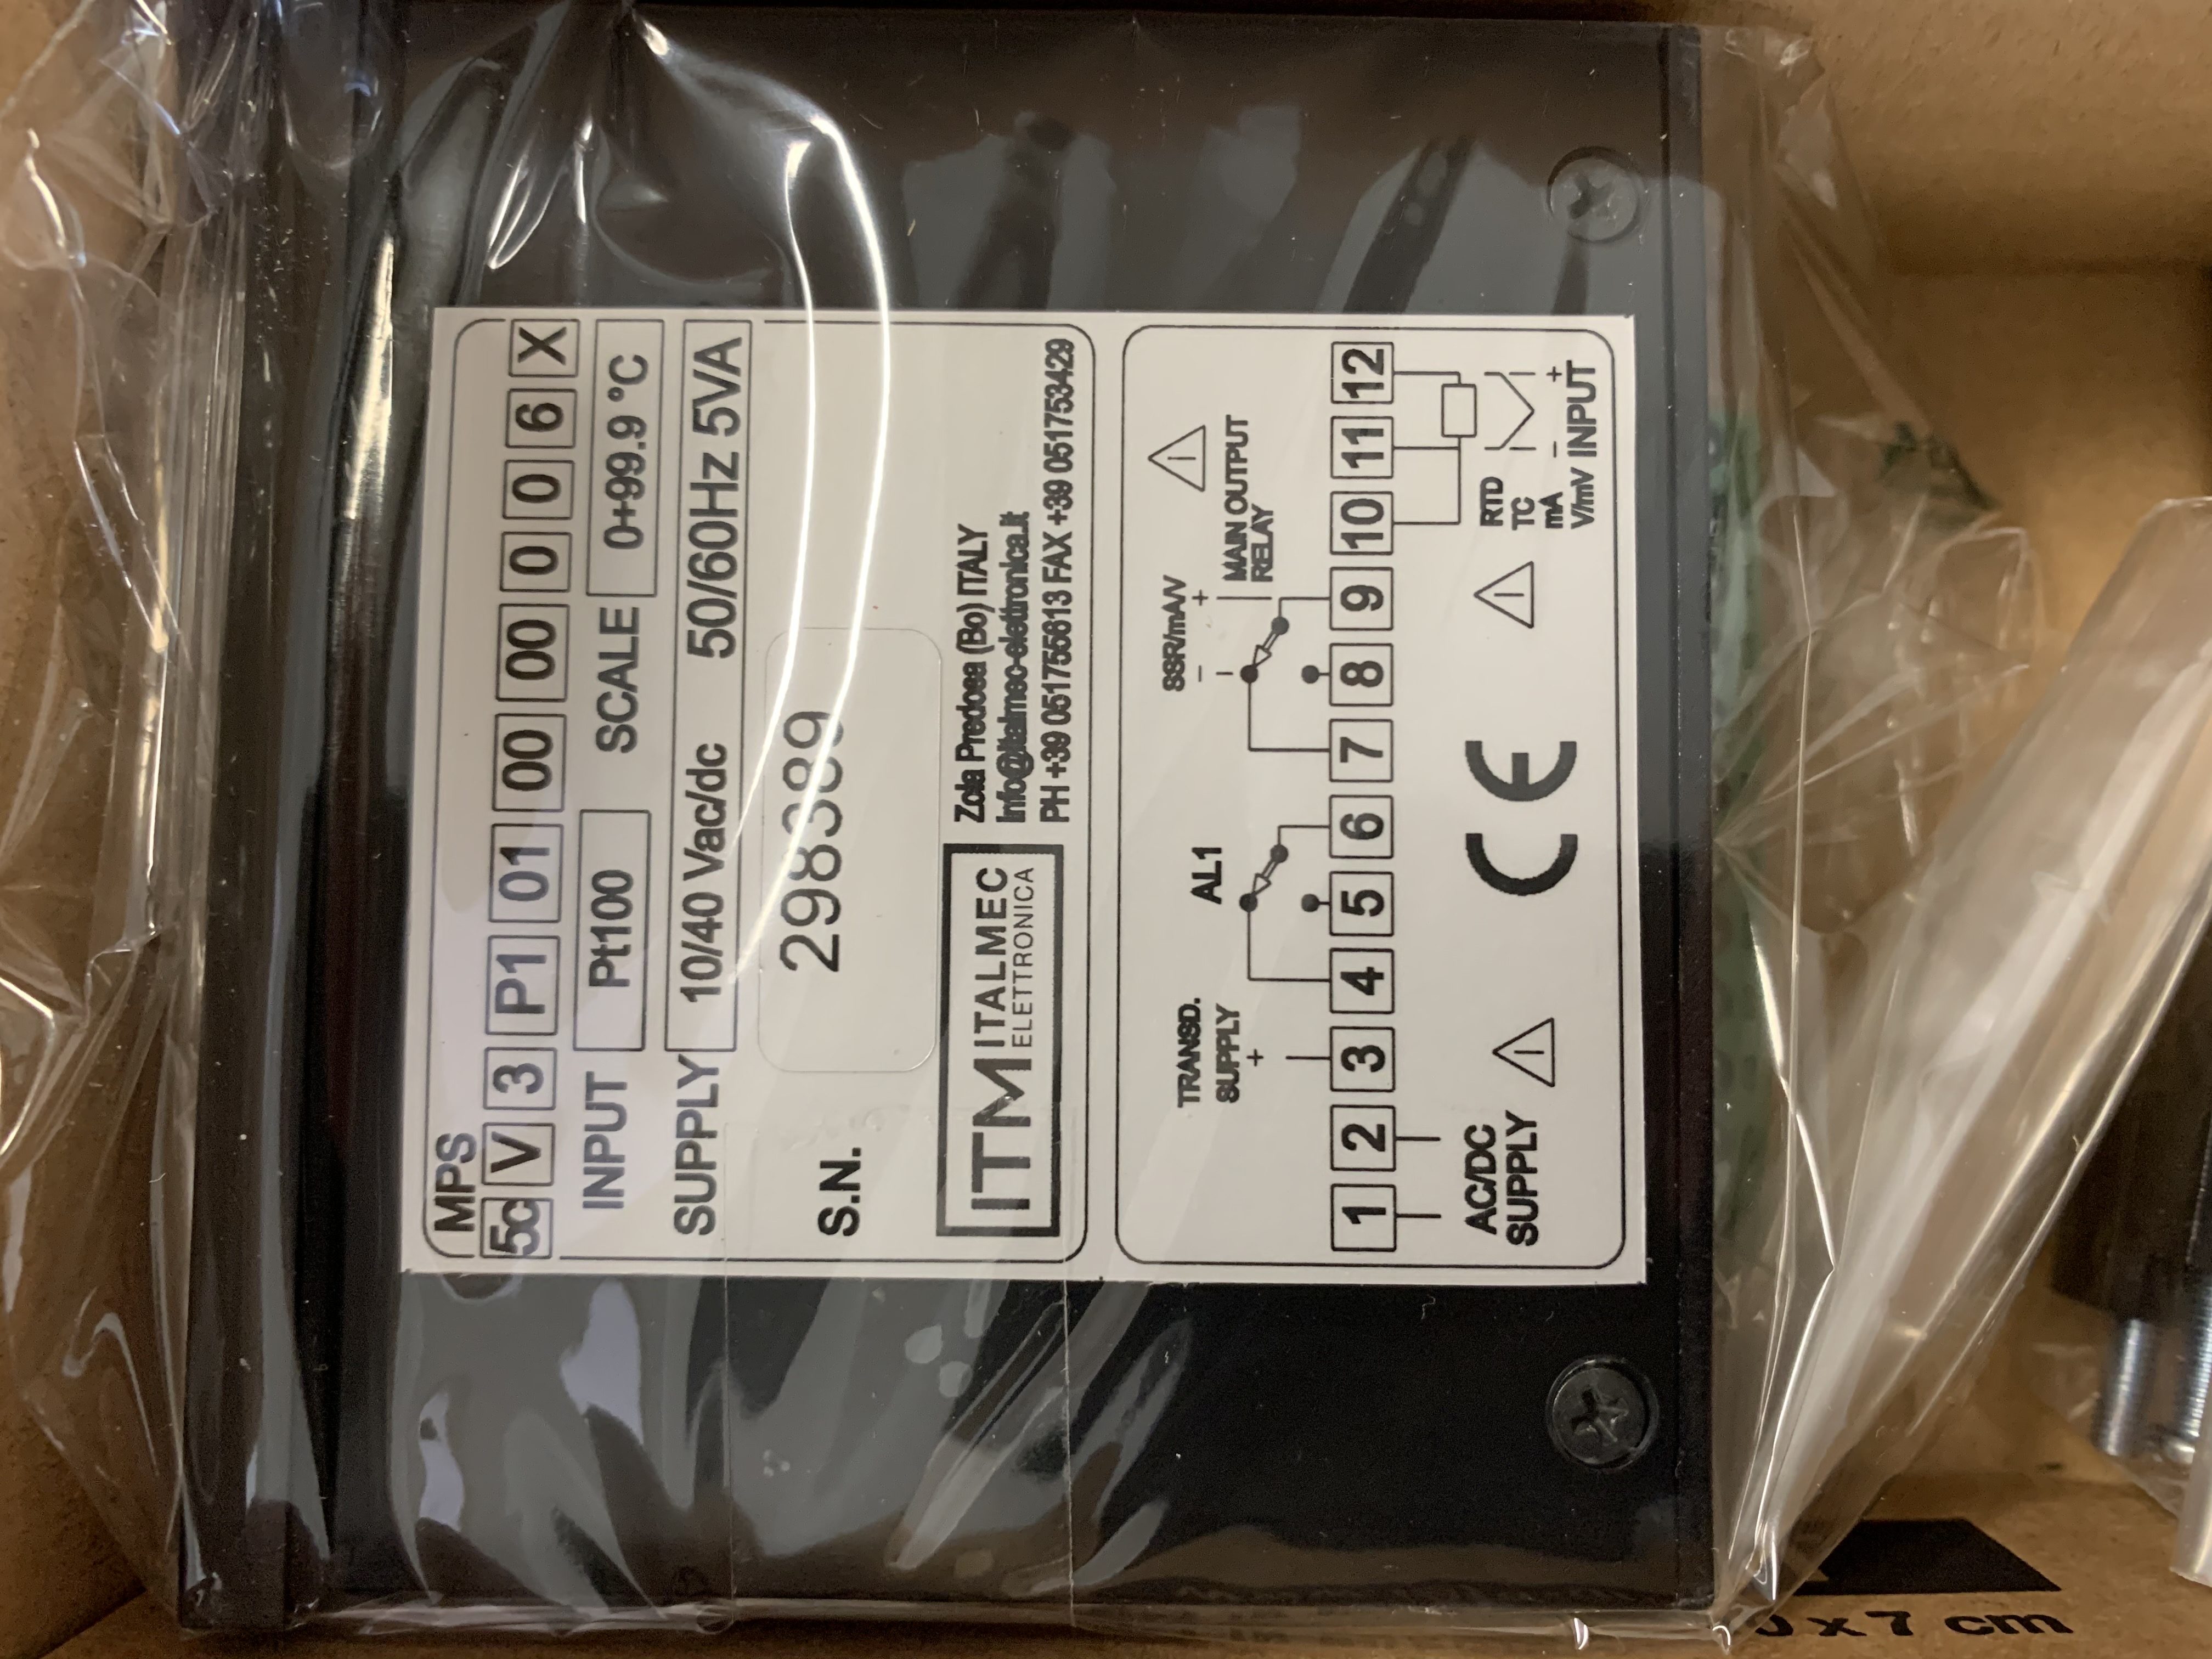 MPS
5c V 3 P1 01 00 00 0 0 6 X
INPUT Pt100 SCALE 0+99.9 °C
SUPPLY 10/40 Vac/dc 50/60Hz 5VA
S.N. 298389
ITM ITALMEC
ELETTRONICA
Zola Predosa (Bo) ITALY
info@italmec-elettronica.it
PH +39 051755613 FAX +39 051753429
TRANSD.
SUPPLY
+
AL1
SSR/mA/V
− +
MAIN OUTPUT
RELAY
1 2 3 4 5 6 7 8 9 10 11 12
AC/DC
SUPPLY
CE
RTD
TC
mA
V/mV
− +
INPUT
x 7 cm